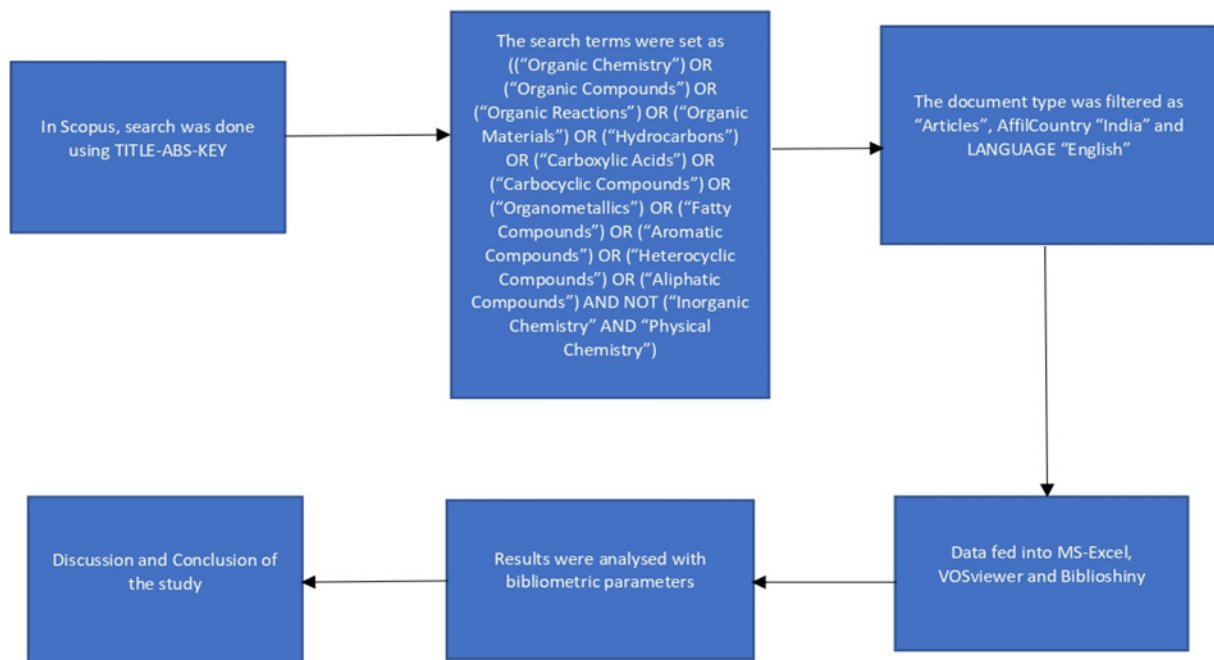 In Scopus, search was done
using TITLE-ABS-KEY
The search terms were set as
((“Organic Chemistry”) OR
(“Organic Compounds”) OR
(“Organic Reactions”) OR (“Organic
Materials”) OR (“Hydrocarbons”)
OR (“Carboxylic Acids”) OR
(“Carbocyclic Compounds”) OR
(“Organometallics”) OR (“Fatty
Compounds”) OR (“Aromatic
Compounds”) OR (“Heterocyclic
Compounds”) OR (“Aliphatic
Compounds”) AND NOT (“Inorganic
Chemistry” AND “Physical
Chemistry”)
The document type was filtered as
“Articles”, AffilCountry “India” and
LANGUAGE “English”
Data fed into MS-Excel,
VOSviewer and Biblioshiny
Results were analysed with
bibliometric parameters
Discussion and Conclusion of
the study